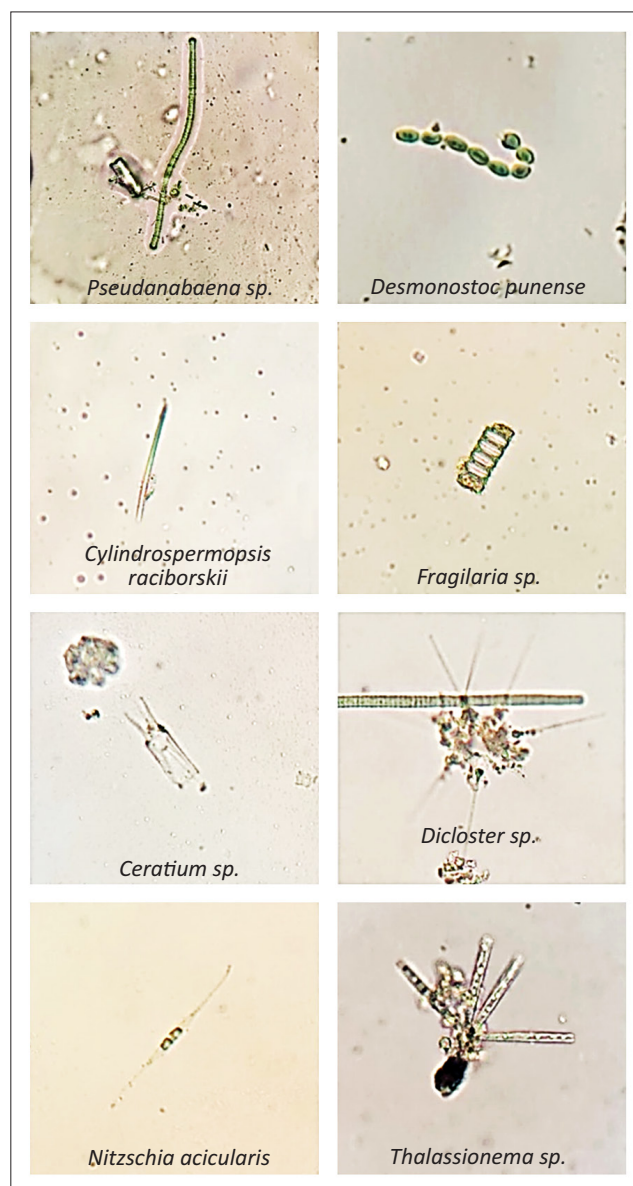 Pseudanabaena sp.
Desmonostoc punense
Cylindrospermopsis
raciborskii
Fragilaria sp.
Ceratium sp.
Dicloster sp.
Nitzschia acicularis
Thalassionema sp.